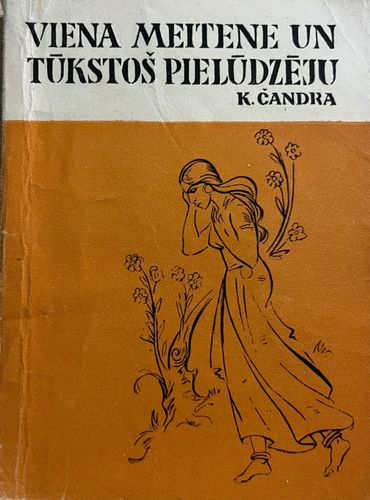 VIENA MEITENE UN
TŪKSTOŠ PIELŪDZĒJU
K. ČANDRA